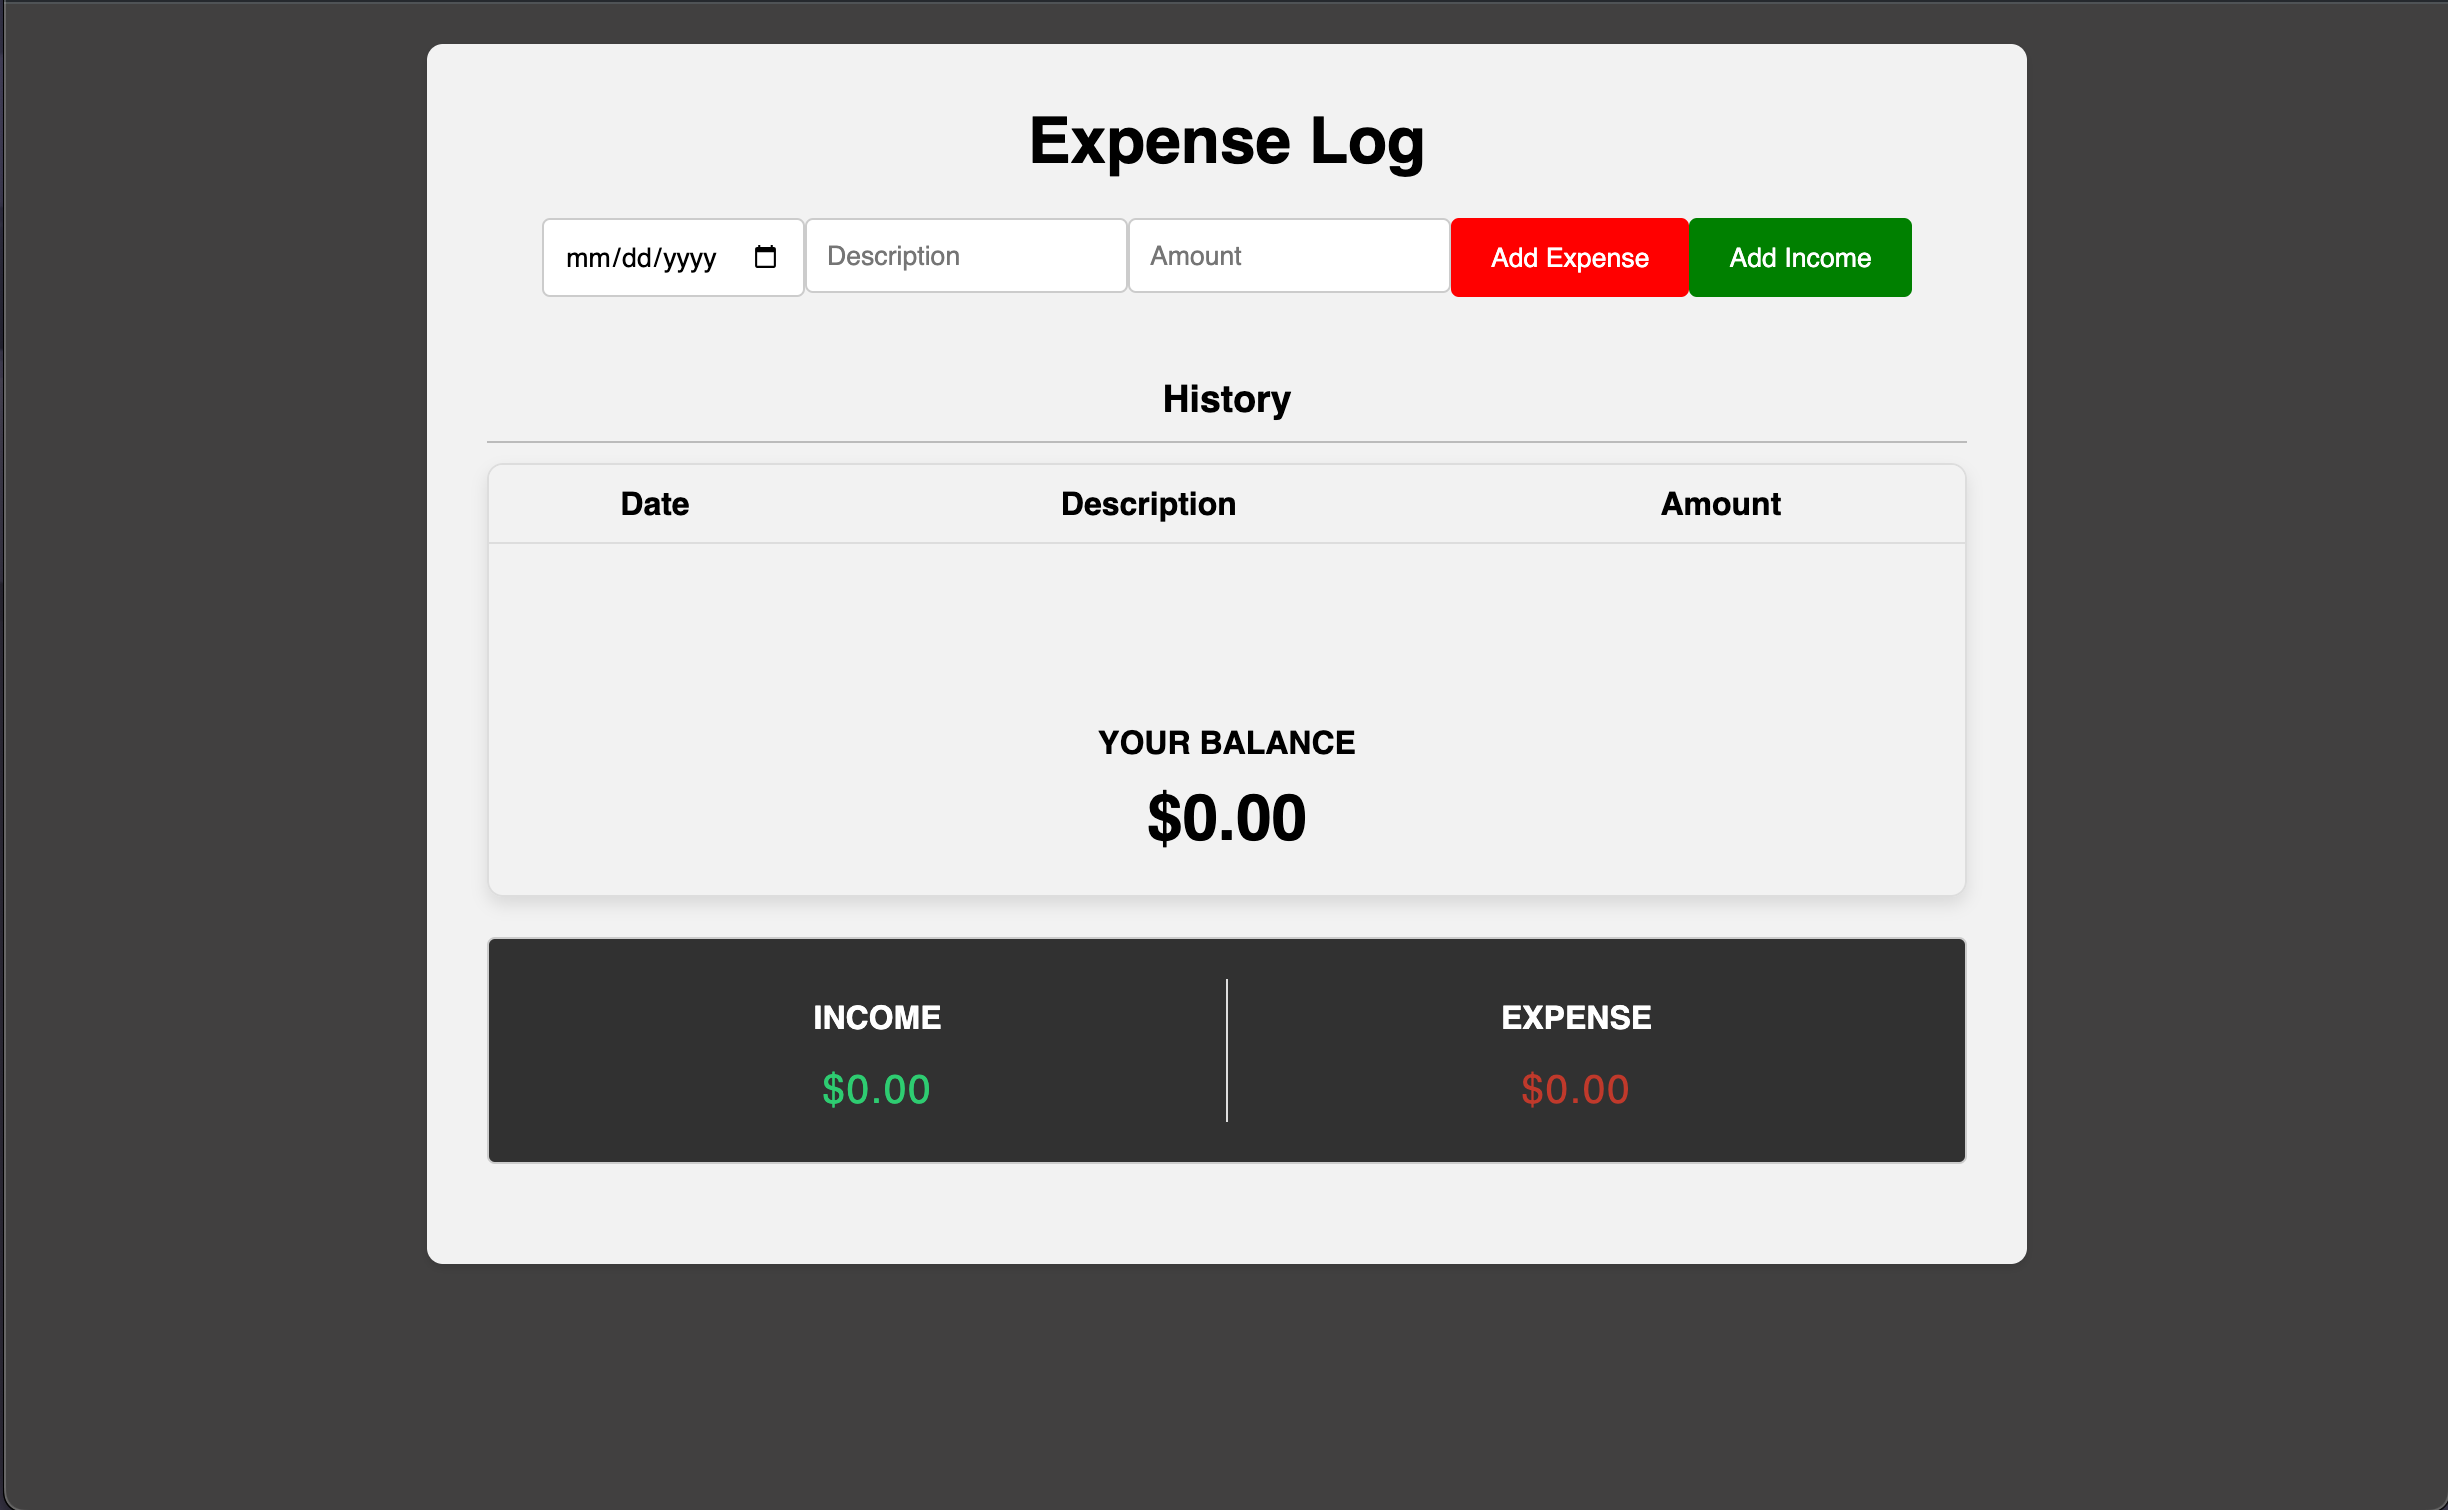 Expense Log
mm/dd/yyyy Description Amount Add Expense Add Income
History
Date Description Amount
YOUR BALANCE
$0.00
INCOME EXPENSE
$0.00 $0.00